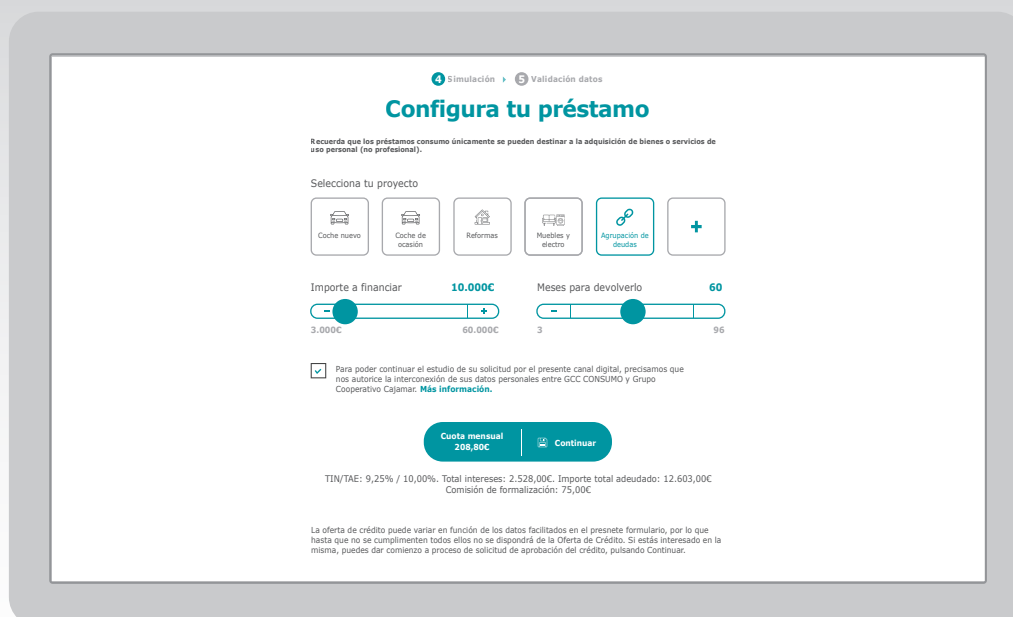 4 Simulación 5 Validación datos
Configura tu préstamo
Recuerda que los préstamos consumo únicamente se pueden destinar a la adquisición de bienes o servicios de
uso personal (no profesional).
Selecciona tu proyecto
Coche nuevo
Coche de
ocasión
Reformas
Muebles y
electro
Agrupación de
deudas
+
Importe a financiar 10.000€
- +
3.000€ 60.000€
Meses para devolverlo 60
-
3 96
Para poder continuar el estudio de su solicitud por el presente canal digital, precisamos que
nos autorice la interconexión de sus datos personales entre GCC CONSUMO y Grupo
Cooperativo Cajamar. Más información.
Cuota mensual
208,80€
Continuar
TIN/TAE: 9,25% / 10,00%. Total intereses: 2.528,00€. Importe total adeudado: 12.603,00€
Comisión de formalización: 75,00€
La oferta de crédito puede variar en función de los datos facilitados en el presnete formulario, por lo que
hasta que no se cumplimenten todos ellos no se dispondrá de la Oferta de Crédito. Si estás interesado en la
misma, puedes dar comienzo a proceso de solicitud de aprobación del crédito, pulsando Continuar.